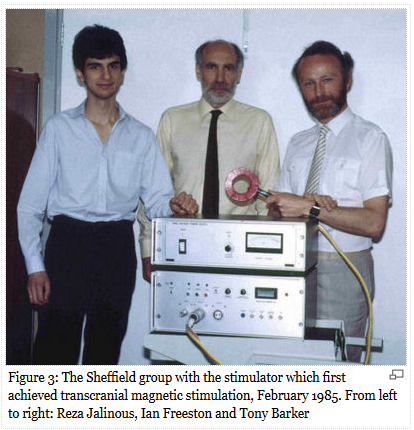 Figure 3: The Sheffield group with the stimulator which first
achieved transcranial magnetic stimulation, February 1985. From left
to right: Reza Jalinous, Ian Freeston and Tony Barker